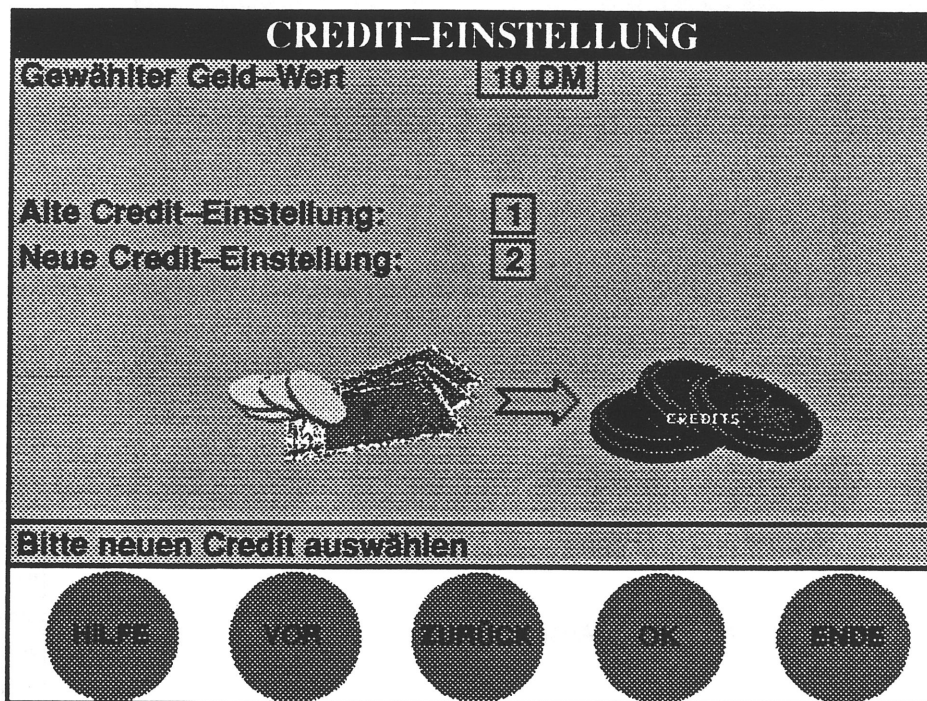 CREDIT–EINSTELLUNG
Gewählter Geld–Wert 10 DM
Alte Credit–Einstellung: 1
Neue Credit–Einstellung: 2
CREDITS
Bitte neuen Credit auswählen
HILFE VOR ZURÜCK OK ENDE